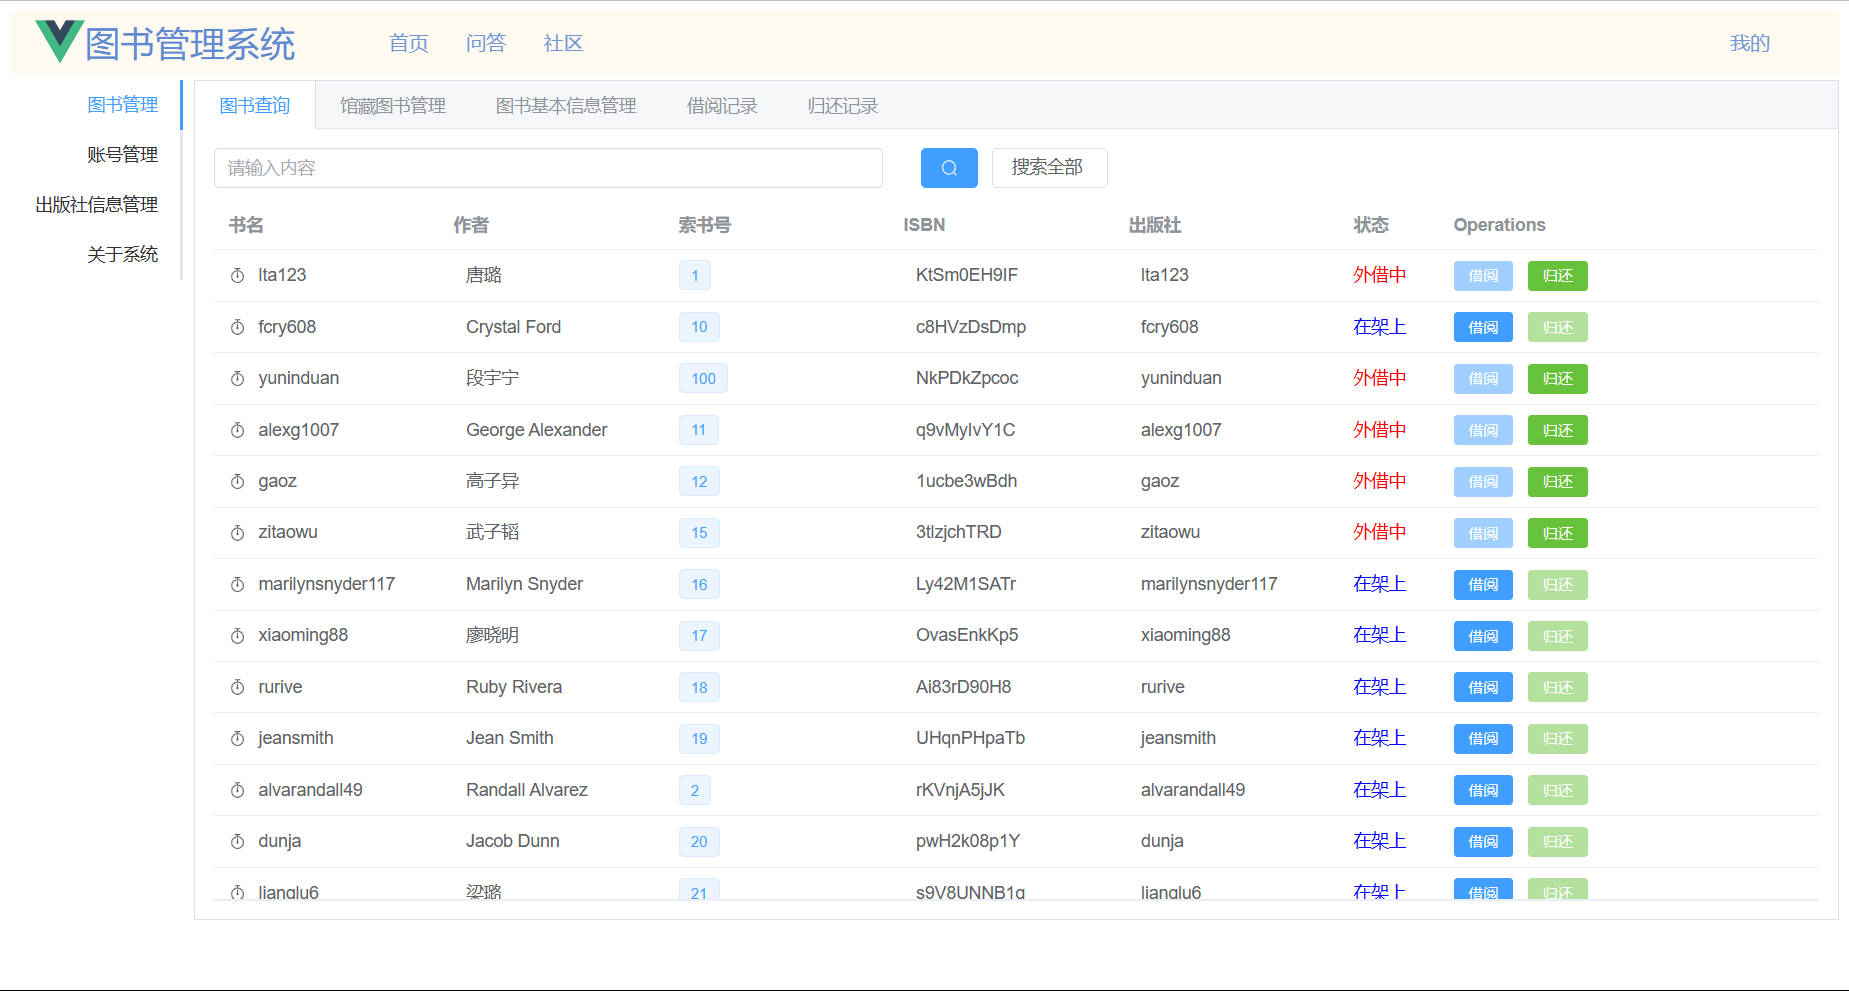 图书管理系统 首页 问答 社区 我的
图书管理 图书查询 馆藏图书管理 图书基本信息管理 借阅记录 归还记录
账号管理
出版社信息管理
关于系统
请输入内容 搜索全部
书名 作者 索书号 ISBN 出版社 状态 Operations
lta123 唐璐 1 KtSm0EH9IF lta123 外借中 借阅 归还
fcry608 Crystal Ford 10 c8HVzDsDmp fcry608 在架上 借阅 归还
yuninduan 段宇宁 100 NkPDkZpcoc yuninduan 外借中 借阅 归还
alexg1007 George Alexander 11 q9vMyIvY1C alexg1007 外借中 借阅 归还
gaoz 高子异 12 1ucbe3wBdh gaoz 外借中 借阅 归还
zitaowu 武子韬 15 3tlzjchTRD zitaowu 外借中 借阅 归还
marilynsnyder117 Marilyn Snyder 16 Ly42M1SATr marilynsnyder117 在架上 借阅 归还
xiaoming88 廖晓明 17 OvasEnkKp5 xiaoming88 在架上 借阅 归还
rurive Ruby Rivera 18 Ai83rD90H8 rurive 在架上 借阅 归还
jeansmith Jean Smith 19 UHqnPHpaTb jeansmith 在架上 借阅 归还
alvarandall49 Randall Alvarez 2 rKVnjA5jJK alvarandall49 在架上 借阅 归还
dunja Jacob Dunn 20 pwH2k08p1Y dunja 在架上 借阅 归还
lianglu6 梁璐 21 s9V8UNNB1g lianglu6 在架上 借阅 归还